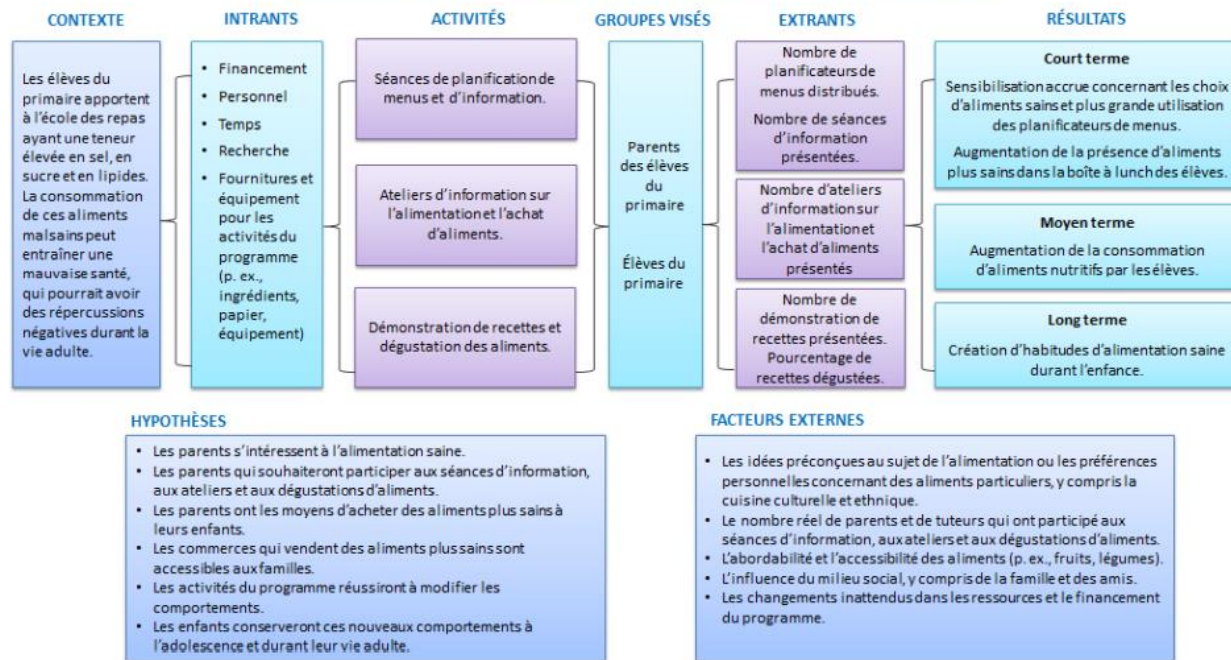 CONTEXTE
Les élèves du
primaire apportent
à l'école des repas
ayant une teneur
élevée en sel, en
sucre et en lipides.
La consommation
de ces aliments
malsains peut
entraîner une
mauvaise santé,
qui pourrait avoir
des répercussions
négatives durant la
vie adulte.
INTRANTS
• Financement
• Personnel
• Temps
• Recherche
• Fournitures et
équipement
pour les
activités du
programme
(p. ex.,
ingrédients,
papier,
équipement)
ACTIVITÉS
Séances de planification de
menus et d'information.
Ateliers d'information sur
l'alimentation et l'achat
d'aliments.
Démonstration de recettes et
dégustation des aliments.
GROUPES VISÉS
Parents
des élèves
du
primaire
Élèves du
primaire
EXTRANTS
Nombre de
planificateurs de
menus distribués.
Nombre de séances
d'information
présentées.
Nombre d'ateliers
d'information sur
l'alimentation et
l'achat d'aliments
présentés
Nombre de
démonstration de
recettes présentées.
Pourcentage de
recettes dégustées.
RÉSULTATS
Court terme
Sensibilisation accrue concernant les choix
d'aliments sains et plus grande utilisation
des planificateurs de menus.
Augmentation de la présence d'aliments
plus sains dans la boîte à lunch des élèves.
Moyen terme
Augmentation de la consommation
d'aliments nutritifs par les élèves.
Long terme
Création d'habitudes d'alimentation saine
durant l'enfance.
HYPOTHÈSES
• Les parents s'intéressent à l'alimentation saine.
• Les parents qui souhaiteront participer aux séances d'information,
aux ateliers et aux dégustations d'aliments.
• Les parents ont les moyens d'acheter des aliments plus sains à
leurs enfants.
• Les commerces qui vendent des aliments plus sains sont
accessibles aux familles.
• Les activités du programme réussiront à modifier les
comportements.
• Les enfants conserveront ces nouveaux comportements à
l'adolescence et durant leur vie adulte.
FACTEURS EXTERNES
• Les idées préconçues au sujet de l'alimentation ou les préférences
personnelles concernant des aliments particuliers, y compris la
cuisine culturelle et ethnique.
• Le nombre réel de parents et de tuteurs qui ont participé aux
séances d'information, aux ateliers et aux dégustations d'aliments.
• L'abordabilité et l'accessibilité des aliments (p. ex., fruits, légumes).
• L'influence du milieu social, y compris de la famille et des amis.
• Les changements inattendus dans les ressources et le financement
du programme.